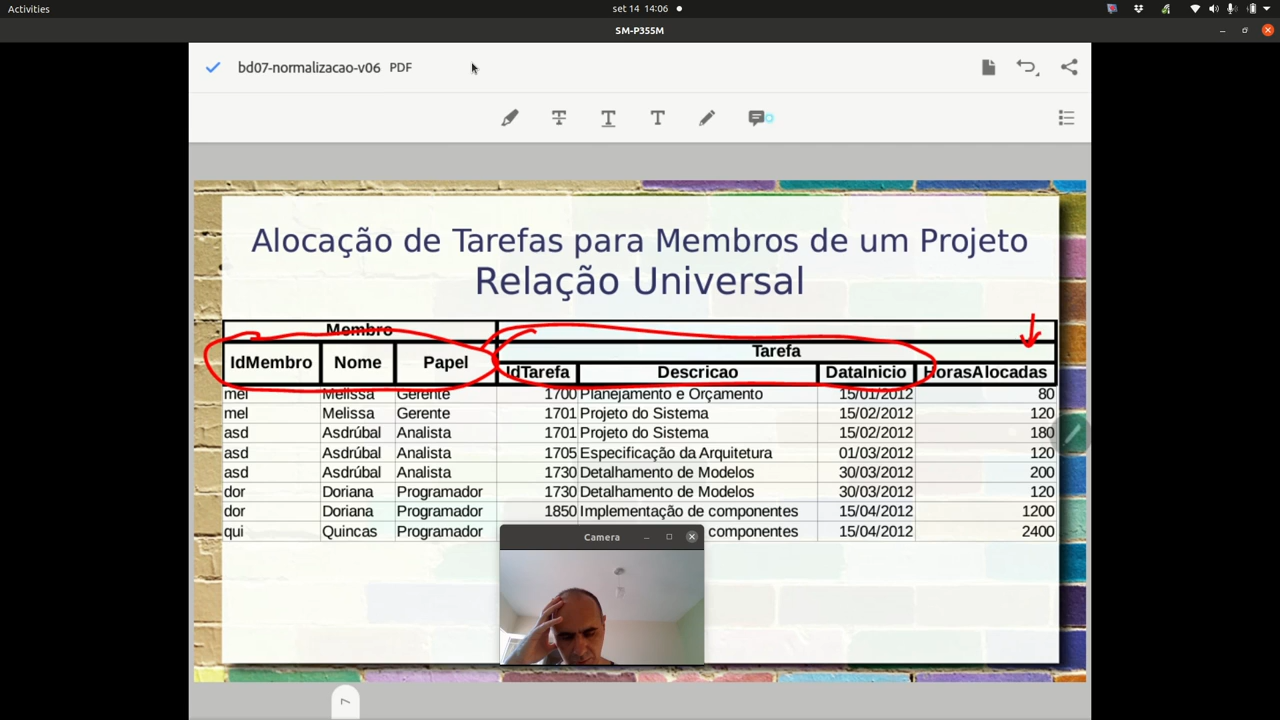 Activities
set 14 14:06
SM-P355M
bd07-normalizacao-v06 PDF
Alocação de Tarefas para Membros de um Projeto
Relação Universal
Membro
Tarefa
IdMembro Nome Papel IdTarefa Descricao DataInicio HorasAlocadas
mel Melissa Gerente 1700 Planejamento e Orçamento 15/01/2012 80
mel Melissa Gerente 1701 Projeto do Sistema 15/02/2012 120
asd Asdrúbal Analista 1701 Projeto do Sistema 15/02/2012 180
asd Asdrúbal Analista 1705 Especificação da Arquitetura 01/03/2012 120
asd Asdrúbal Analista 1730 Detalhamento de Modelos 30/03/2012 200
dor Doriana Programador 1730 Detalhamento de Modelos 30/03/2012 120
dor Doriana Programador 1850 Implementação de componentes 15/04/2012 1200
qui Quincas Programador componentes 15/04/2012 2400
Camera
7